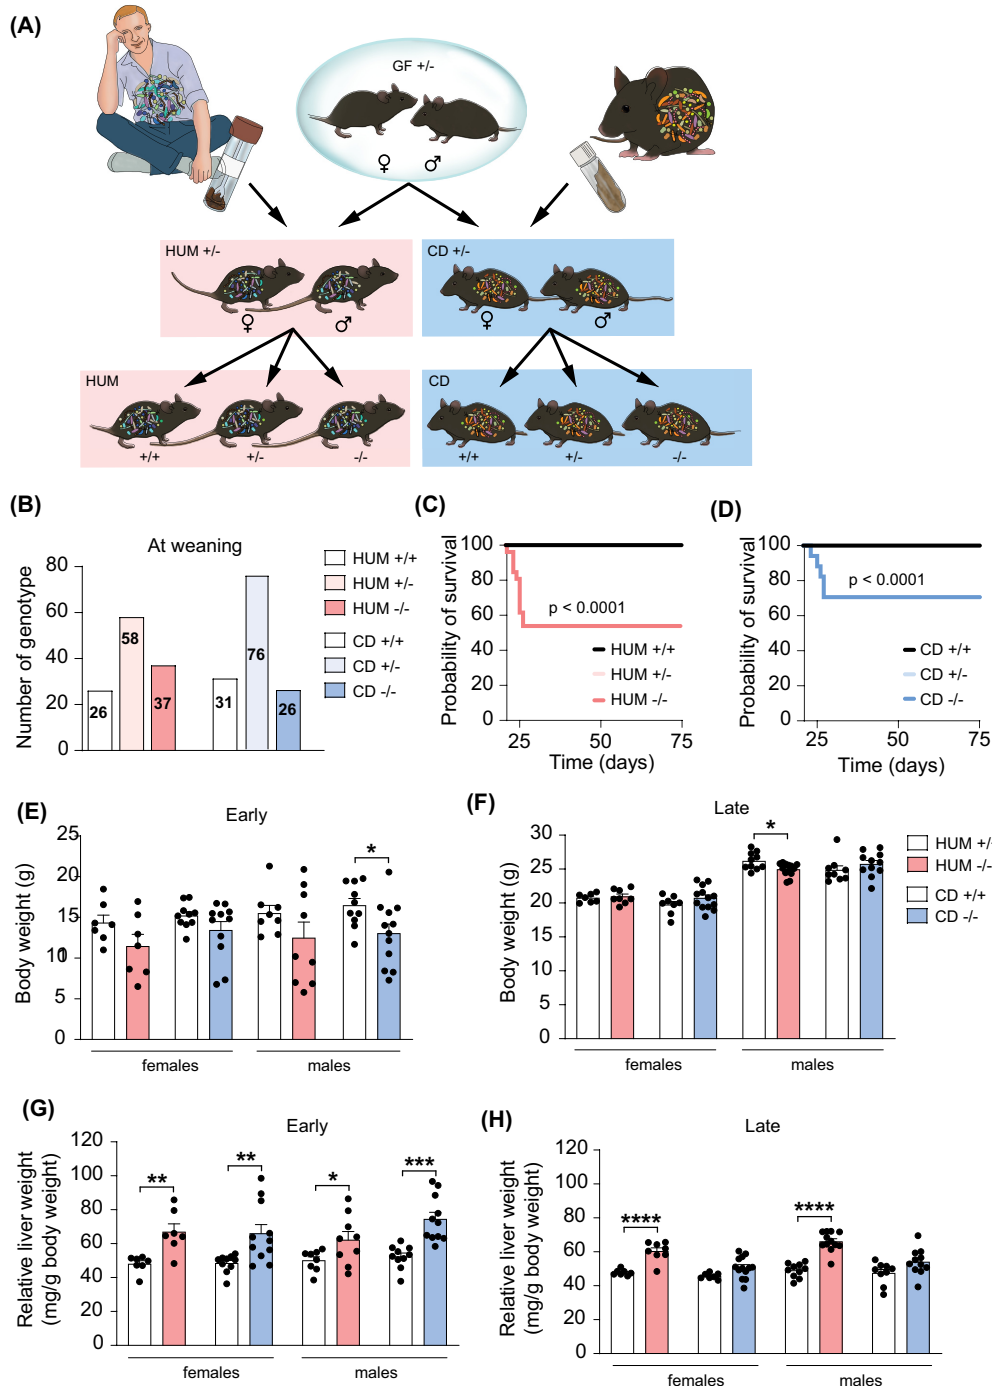 (A)
GF +/-
♀ ♂
HUM +/-
CD +/-
♀ ♂
♀ ♂
HUM
CD
+/+ +/- -/-
+/+ +/- -/-
(B)
At weaning
Number of genotype
80
60
40
20
0
26
58
37
31
76
26
HUM +/+
HUM +/-
HUM -/-
CD +/+
CD +/-
CD -/-
(C)
Probability of survival
100
80
60
40
20
0
p < 0.0001
HUM +/+
HUM +/-
HUM -/-
25 50 75
Time (days)
(D)
Probability of survival
100
80
60
40
20
0
p < 0.0001
CD +/+
CD +/-
CD -/-
25 50 75
Time (days)
(E)
Early
Body weight (g)
25
20
15
10
5
0
*
females males
(F)
Late
Body weight (g)
30
25
20
15
10
5
0
*
females males
HUM +/-
HUM -/-
CD +/+
CD -/-
(G)
Early
Relative liver weight
(mg/g body weight)
120
100
80
60
40
20
0
** ** * ***
females males
(H)
Late
Relative liver weight
(mg/g body weight)
120
100
80
60
40
20
0
**** ****
females males